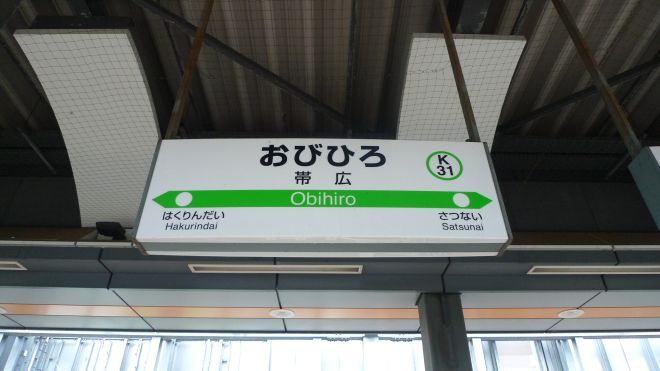 おびひろ
帯広
K
31
Obihiro
はくりんだい
Hakurindai
さつない
Satsunai